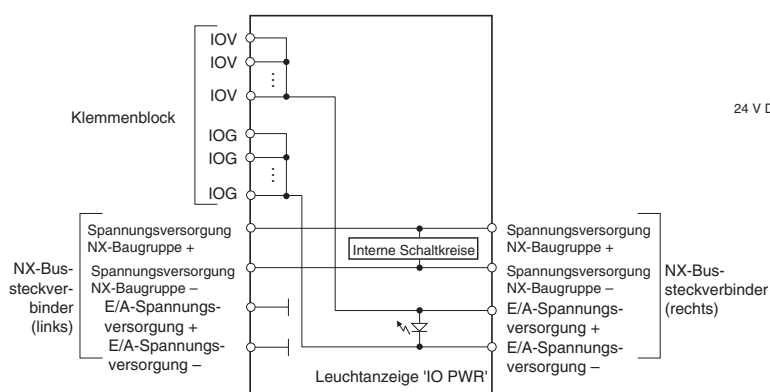 IOV
IOV
IOV
Klemmenblock
IOG
IOG
IOG
24 V D
Spannungsversorgung
NX-Baugruppe +
Spannungsversorgung
NX-Baugruppe –
E/A-Spannungs-
versorgung +
E/A-Spannungs-
versorgung –
NX-Bus-
steckver-
binder
(links)
Interne Schaltkreise
Leuchtanzeige 'IO PWR'
Spannungsversorgung
NX-Baugruppe +
Spannungsversorgung
NX-Baugruppe –
E/A-Spannungs-
versorgung +
E/A-Spannungs-
versorgung –
NX-Bus-
steckverbinder
(rechts)